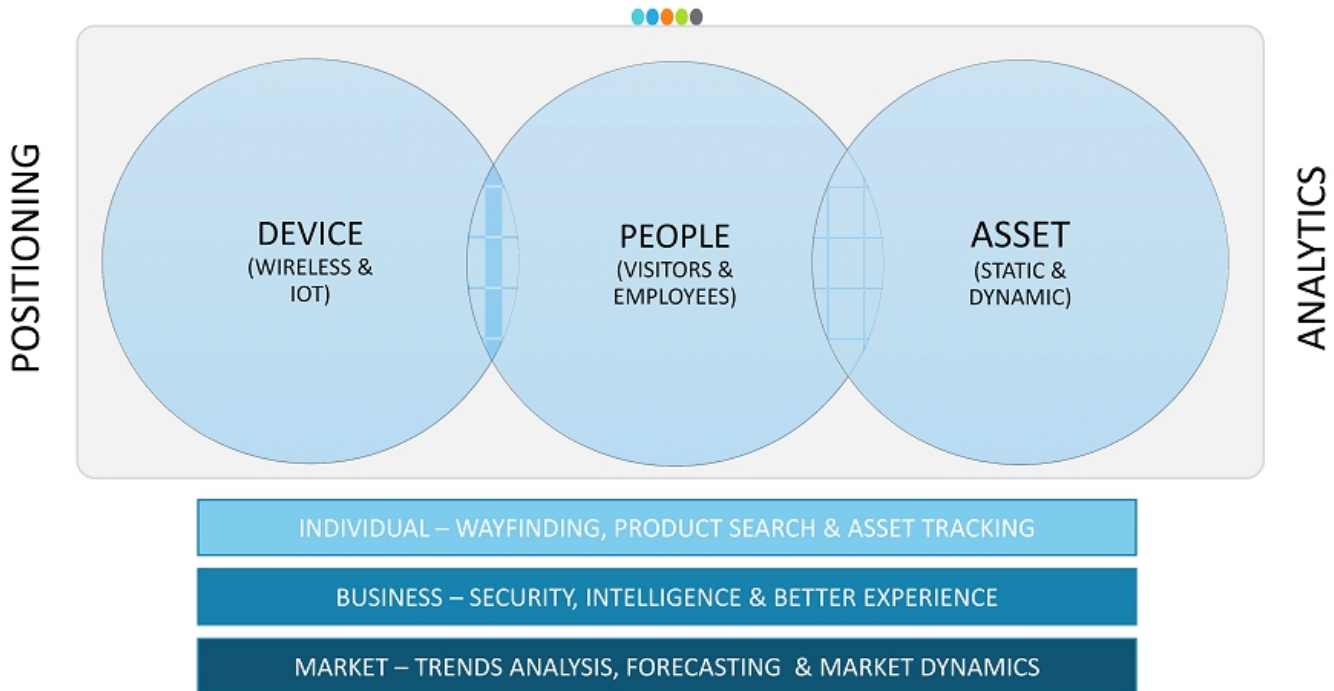 POSITIONING
DEVICE
(WIRELESS &
IOT)
PEOPLE
(VISITORS &
EMPLOYEES)
ASSET
(STATIC &
DYNAMIC)
ANALYTICS
INDIVIDUAL – WAYFINDING, PRODUCT SEARCH & ASSET TRACKING
BUSINESS – SECURITY, INTELLIGENCE & BETTER EXPERIENCE
MARKET – TRENDS ANALYSIS, FORECASTING  & MARKET DYNAMICS